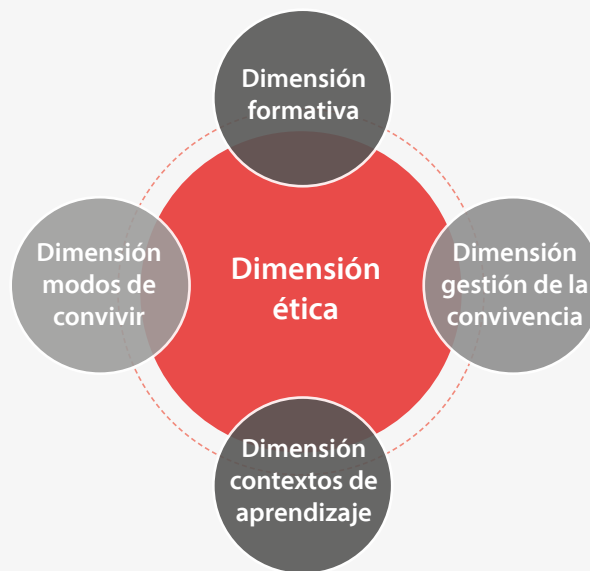 Dimensión
formativa
Dimensión
modos de
convivir
Dimensión
ética
Dimensión
gestión de la
convivencia
Dimensión
contextos de
aprendizaje